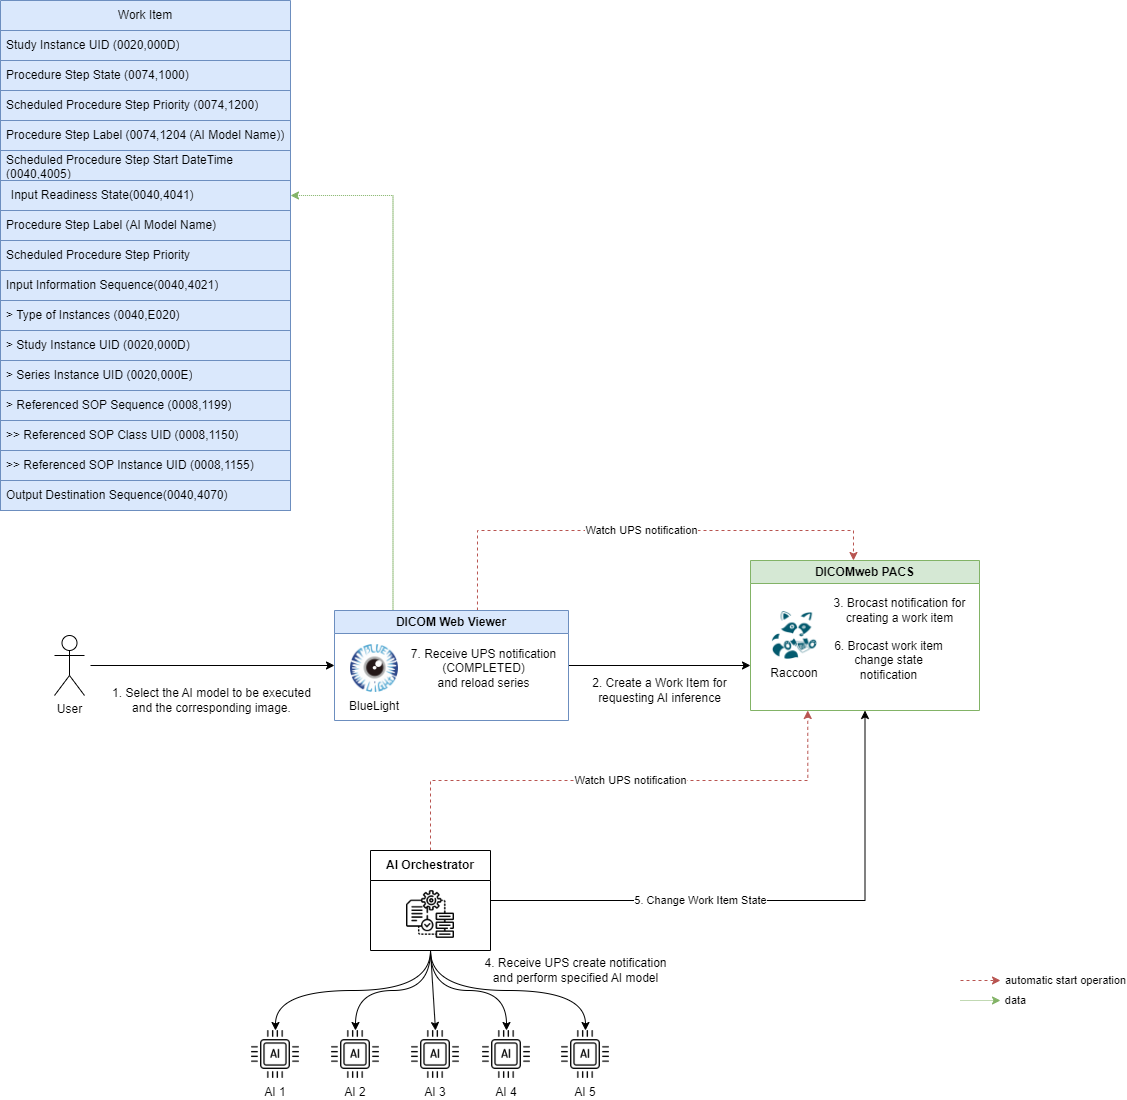 Work Item
Study Instance UID (0020,000D)
Procedure Step State (0074,1000)
Scheduled Procedure Step Priority (0074,1200)
Procedure Step Label (0074,1204 (AI Model Name))
Scheduled Procedure Step Start DateTime
(0040,4005)
Input Readiness State(0040,4041)
Procedure Step Label (AI Model Name)
Scheduled Procedure Step Priority
Input Information Sequence(0040,4021)
> Type of Instances (0040,E020)
> Study Instance UID (0020,000D)
> Series Instance UID (0020,000E)
> Referenced SOP Sequence (0008,1199)
>> Referenced SOP Class UID (0008,1150)
>> Referenced SOP Instance UID (0008,1155)
Output Destination Sequence(0040,4070)
Watch UPS notification
DICOMweb PACS
3. Brocast notification for
creating a work item
6. Brocast work item
change state
notification
Raccoon
DICOM Web Viewer
BLUE
LIGHT
7. Receive UPS notification
(COMPLETED)
and reload series
BlueLight
User
1. Select the AI model to be executed
and the corresponding image.
2. Create a Work Item for
requesting AI inference
Watch UPS notification
AI Orchestrator
5. Change Work Item State
4. Receive UPS create notification
and perform specified AI model
automatic start operation
data
AI
AI
AI
AI
AI
AI 1
AI 2
AI 3
AI 4
AI 5